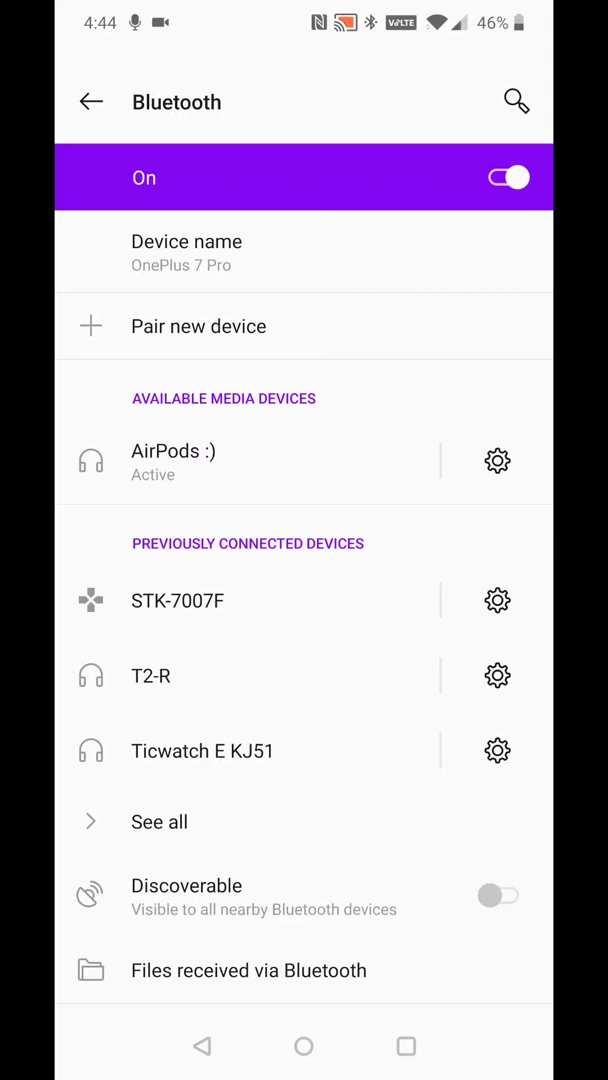 4:44 VoLTE 46%
Bluetooth
On
Device name
OnePlus 7 Pro
Pair new device
AVAILABLE MEDIA DEVICES
AirPods :)
Active
PREVIOUSLY CONNECTED DEVICES
STK-7007F
T2-R
Ticwatch E KJ51
See all
Discoverable
Visible to all nearby Bluetooth devices
Files received via Bluetooth